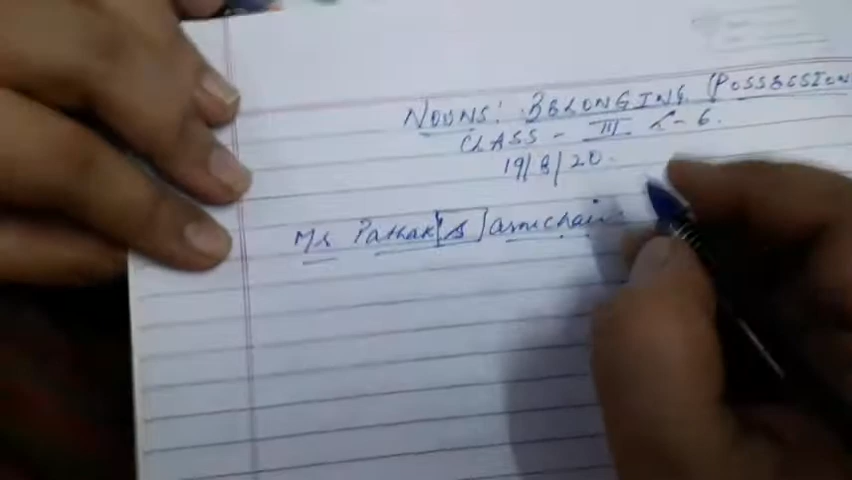 NOUNS: BELONGING (POSSESSION
CLASS - III L-6.
19/8/20.
Mr Pathak's armchair